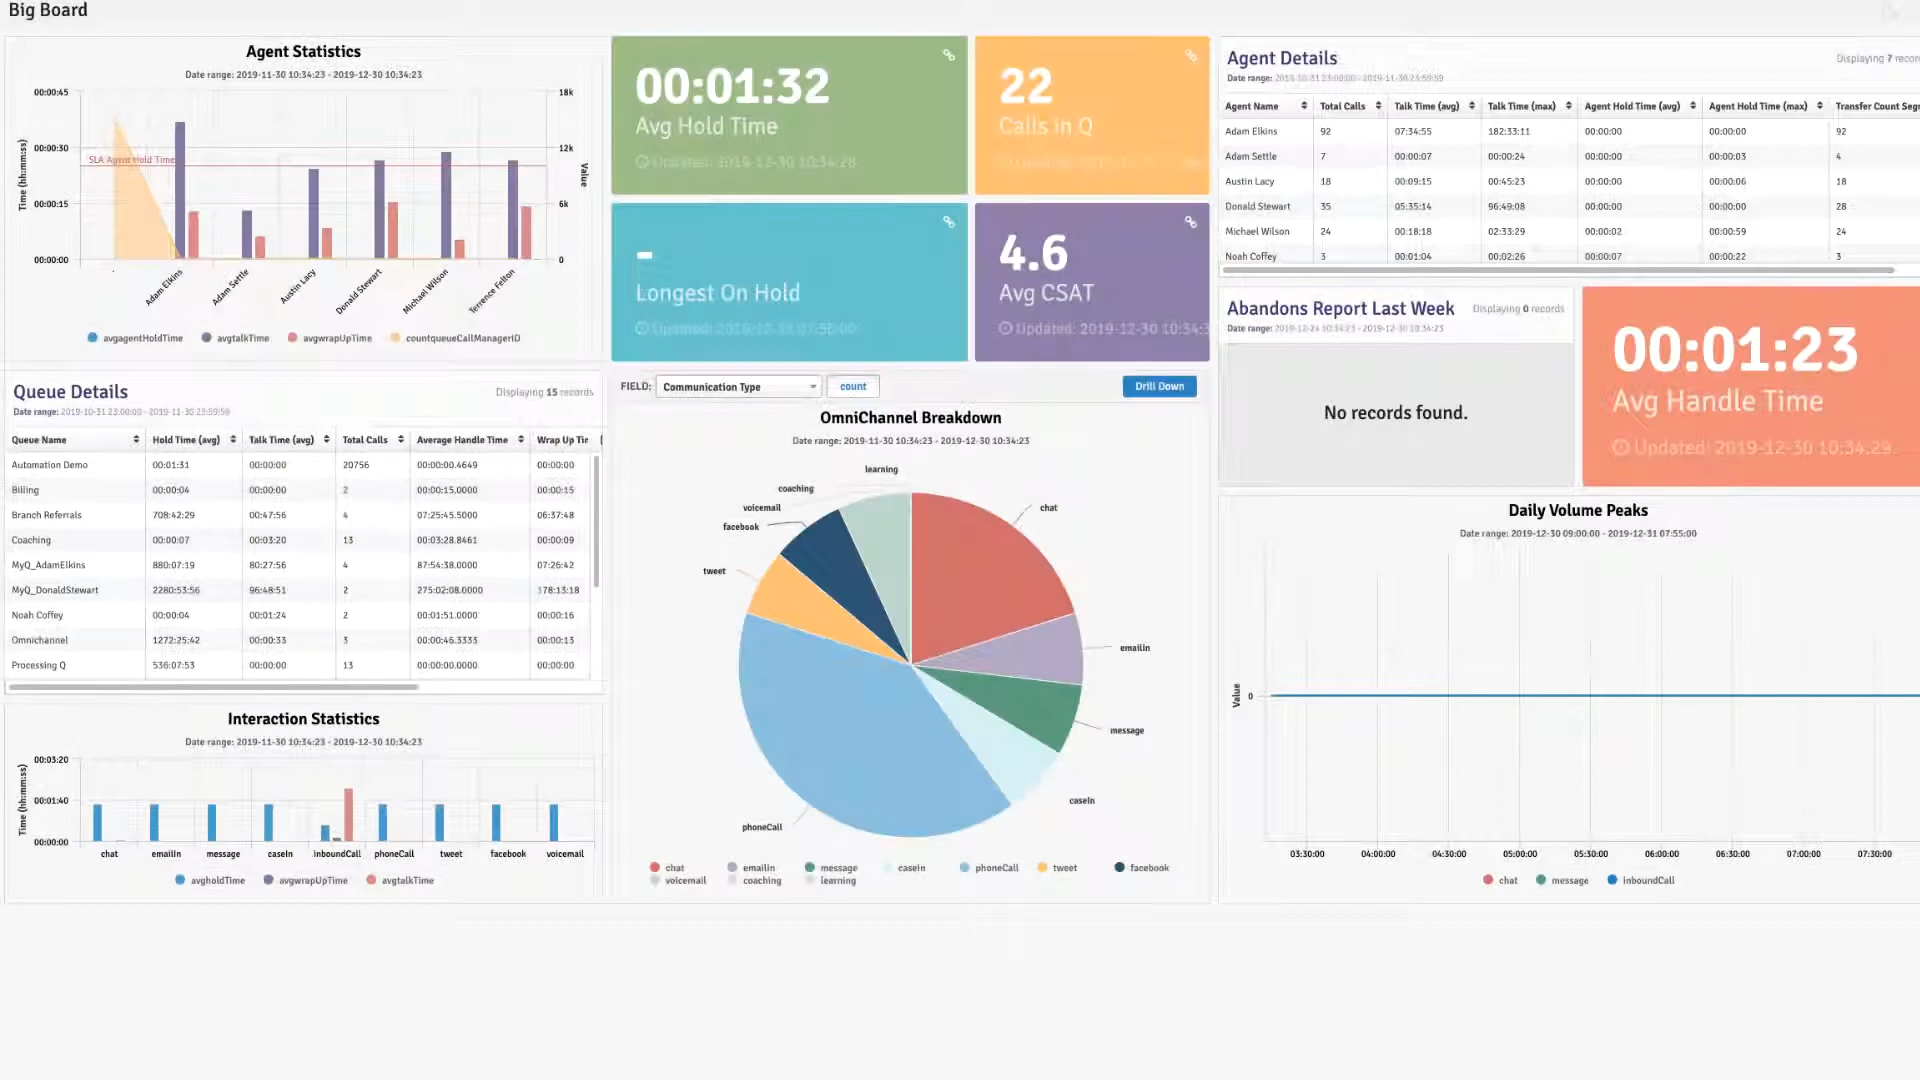 Big Board
Agent Statistics
Date range: 2019-11-30 10:34:23 - 2019-12-30 10:34:23
00:00:45
00:00:30
00:00:15
00:00:00
Time (hh:mm:ss)
18k
12k
6k
0
Value
SLA Agent Hold Time
Adam Elkins
Adam Settle
Austin Lacy
Donald Stewart
Michael Wilson
Terrence Felton
avgagentHoldTime avgtalkTime avgwrapUpTime countqueueCallManagerID
00:01:32
Avg Hold Time
Updated: 2019-12-30 10:34:28
22
Calls in Q
-
Longest On Hold
4.6
Avg CSAT
Updated: 2019-12-30 10:34:3
Agent Details
Displaying 7 recor
Date range: 2019-10-31 23:00:00 - 2019-11-30 23:59:59
Agent Name Total Calls Talk Time (avg) Talk Time (max) Agent Hold Time (avg) Agent Hold Time (max) Transfer Count Seg
Adam Elkins 92 07:34:55 182:33:11 00:00:00 00:00:00 92
Adam Settle 7 00:00:07 00:00:24 00:00:00 00:00:03 4
Austin Lacy 18 00:09:15 00:45:23 00:00:00 00:00:06 18
Donald Stewart 35 05:35:14 96:49:08 00:00:00 00:00:00 28
Michael Wilson 24 00:18:18 02:33:29 00:00:02 00:00:59 24
Noah Coffey 3 00:01:04 00:02:26 00:00:07 00:00:22 3
Abandons Report Last Week
Displaying 0 records
Date range: 2019-12-24 10:34:23 - 2019-12-30 10:34:23
No records found.
00:01:23
Avg Handle Time
Updated: 2019-12-30 10:34:29
Queue Details
Displaying 15 records
Date range: 2019-10-31 23:00:00 - 2019-11-30 23:59:59
Queue Name Hold Time (avg) Talk Time (avg) Total Calls Average Handle Time Wrap Up Tir
Automation Demo 00:01:31 00:00:00 20756 00:00:00.4649 00:00:00
Billing 00:00:04 00:00:00 2 00:00:15.0000 00:00:15
Branch Referrals 708:42:29 00:47:56 4 07:25:45.5000 06:37:48
Coaching 00:00:07 00:03:20 13 00:03:28.8461 00:00:09
MyQ_AdamElkins 880:07:19 80:27:56 4 87:54:38.0000 07:26:42
MyQ_DonaldStewart 2280:53:56 96:48:51 2 275:02:08.0000 178:13:18
Noah Coffey 00:00:04 00:01:24 2 00:01:51.0000 00:00:16
Omnichannel 1272:25:42 00:00:33 3 00:00:46.3333 00:00:13
Processing Q 536:07:53 00:00:00 13 00:00:00.0000 00:00:00
FIELD: Communication Type count Drill Down
OmniChannel Breakdown
Date range: 2019-11-30 10:34:23 - 2019-12-30 10:34:23
learning
coaching
voicemail
facebook
tweet
chat
emailin
message
casein
phoneCall
chat emailin message casein phoneCall tweet facebook
voicemail coaching learning
Daily Volume Peaks
Date range: 2019-12-30 09:00:00 - 2019-12-31 07:55:00
Value
0
03:30:00 04:00:00 04:30:00 05:00:00 05:30:00 06:00:00 06:30:00 07:00:00 07:30:00
chat message inboundCall
Interaction Statistics
Date range: 2019-11-30 10:34:23 - 2019-12-30 10:34:23
00:03:20
00:01:40
00:00:00
Time (hh:mm:ss)
chat emailin message casein inboundCall phoneCall tweet facebook voicemail
avgholdTime avgwrapUpTime avgtalkTime